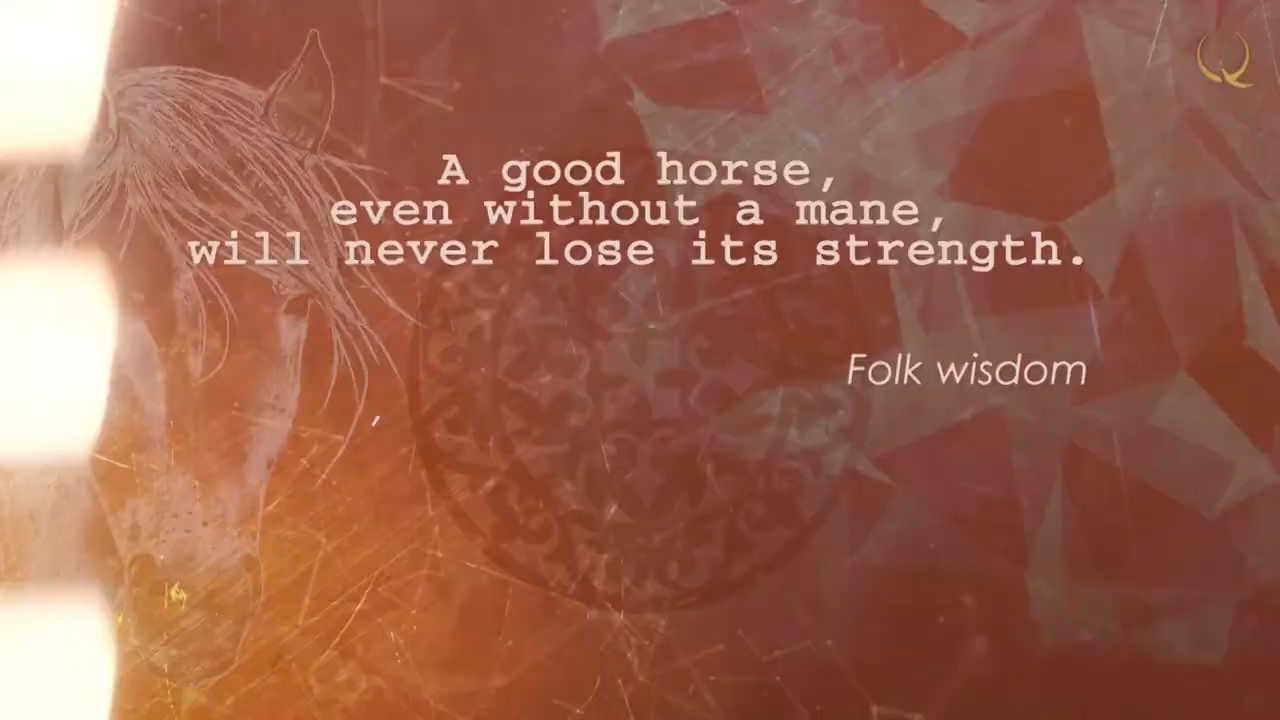 A good horse,
even without a mane,
will never lose its strength.
Folk wisdom